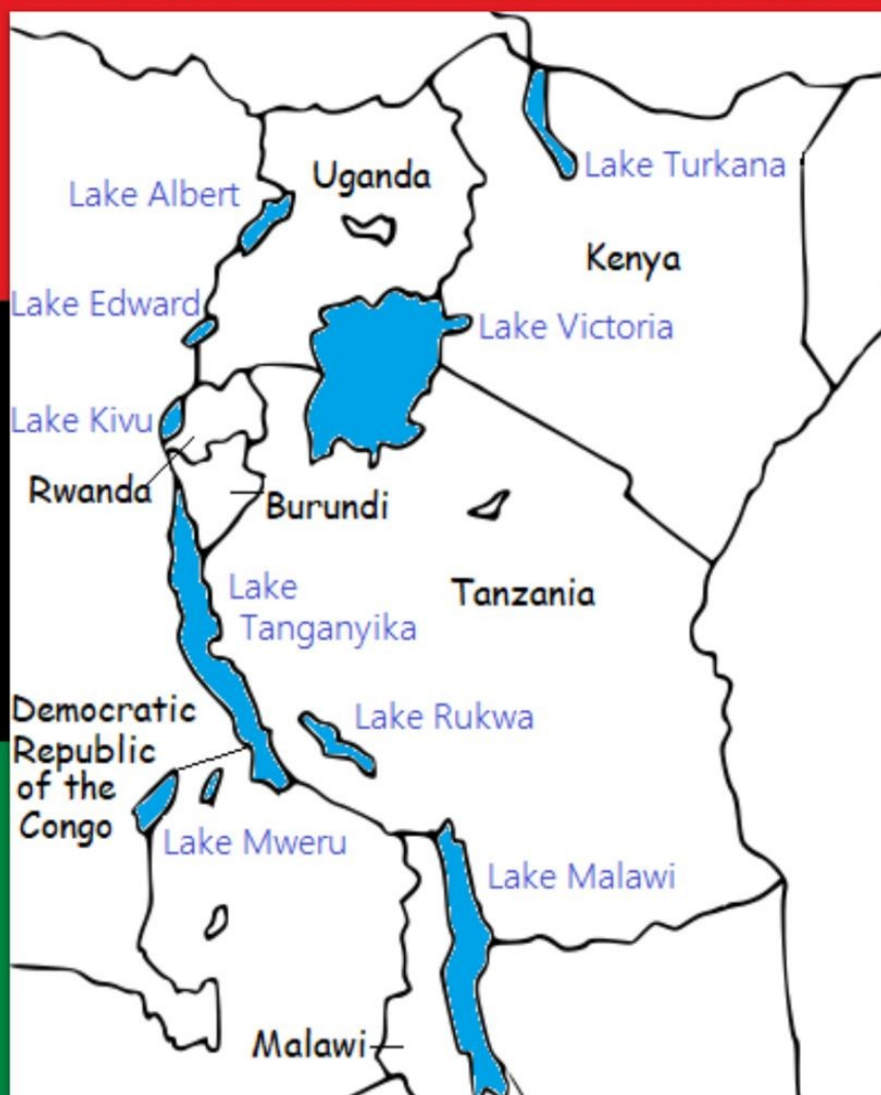 Uganda
Lake Turkana
Lake Albert
Kenya
Lake Edward
Lake Victoria
Lake Kivu
Rwanda
Burundi
Lake
Tanganyika
Tanzania
Democratic
Republic
of the
Congo
Lake Rukwa
Lake Mweru
Lake Malawi
Malawi